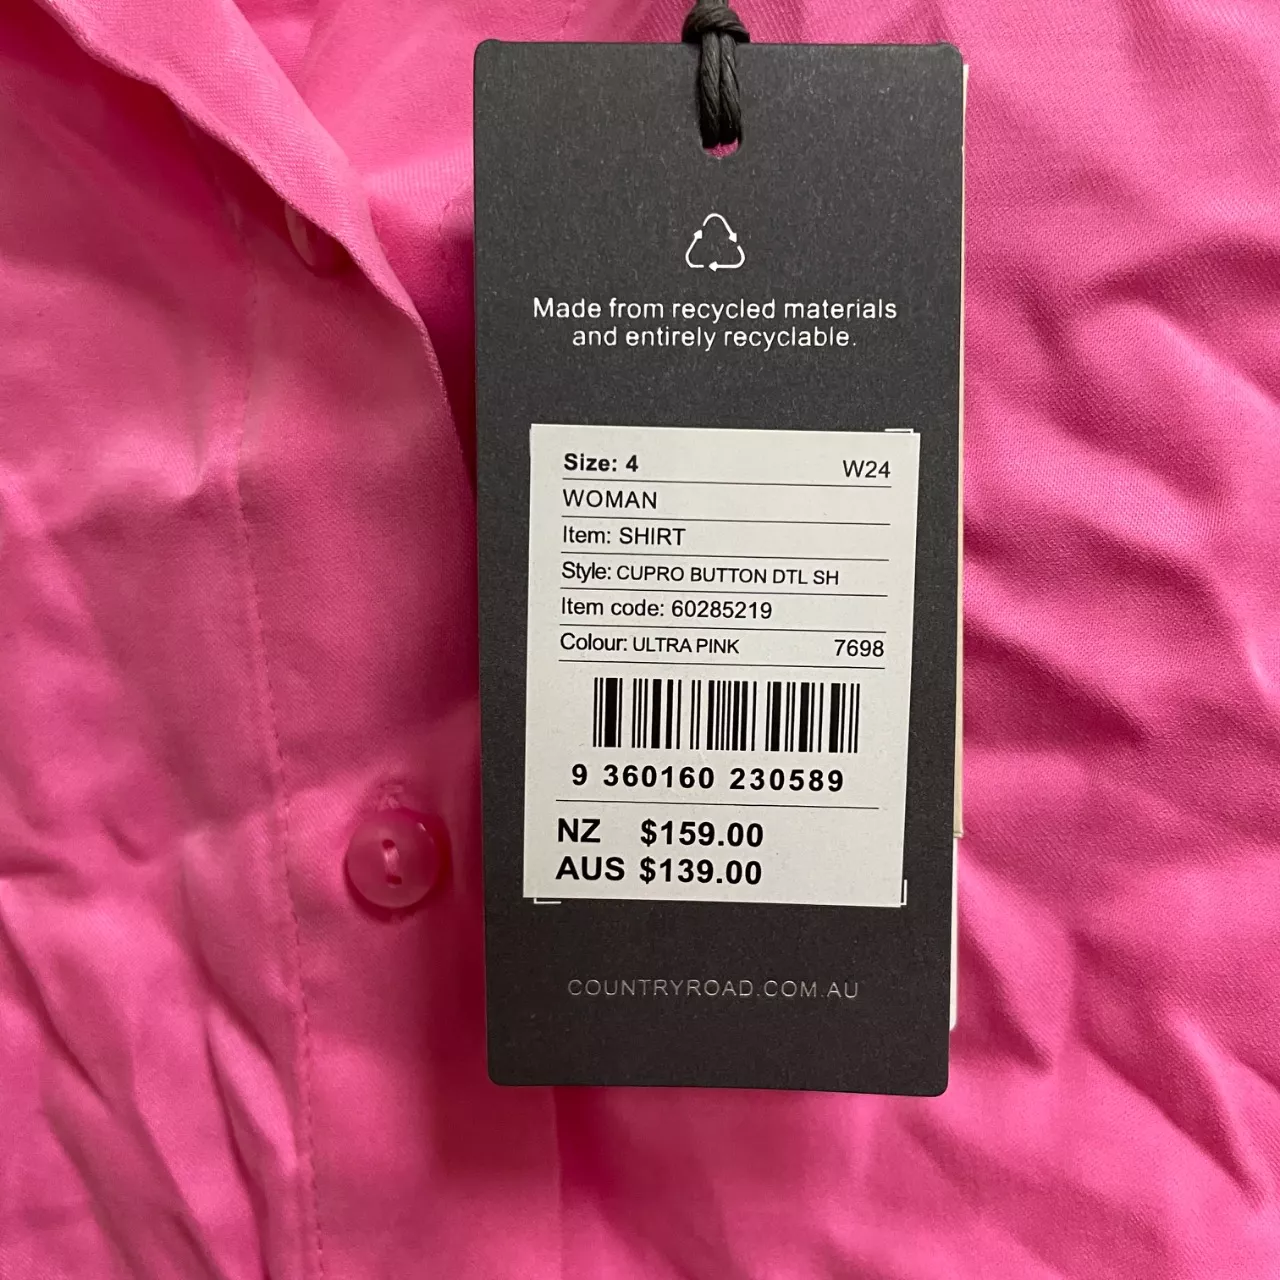 Made from recycled materials
and entirely recyclable.
Size: 4 W24
WOMAN
Item: SHIRT
Style: CUPRO BUTTON DTL SH
Item code: 60285219
Colour: ULTRA PINK 7698
9 360160 230589
NZ $159.00
AUS $139.00
COUNTRYROAD.COM.AU